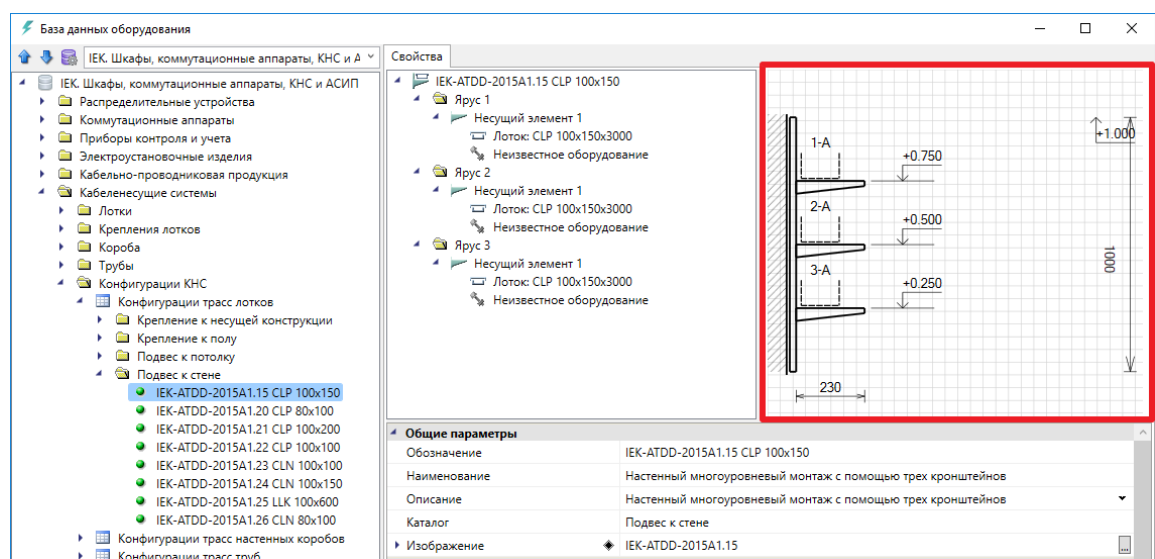 База данных оборудования
IEK. Шкафы, коммутационные аппараты, КНС и А
IEK. Шкафы, коммутационные аппараты, КНС и АСИП
Распределительные устройства
Коммутационные аппараты
Приборы контроля и учета
Электроустановочные изделия
Кабельно-проводниковая продукция
Кабеленесущие системы
Лотки
Крепления лотков
Короба
Трубы
Конфигурации КНС
Конфигурации трасс лотков
Крепление к несущей конструкции
Крепление к полу
Подвес к потолку
Подвес к стене
IEK-ATDD-2015A1.15 CLP 100x150
IEK-ATDD-2015A1.20 CLP 80x100
IEK-ATDD-2015A1.21 CLP 100x200
IEK-ATDD-2015A1.22 CLP 100x100
IEK-ATDD-2015A1.23 CLN 100x100
IEK-ATDD-2015A1.24 CLN 100x150
IEK-ATDD-2015A1.25 LLK 100x600
IEK-ATDD-2015A1.26 CLN 80x100
Конфигурации трасс настенных коробов
Конфигурации трасс труб
Свойства
IEK-ATDD-2015A1.15 CLP 100x150
Ярус 1
Несущий элемент 1
Лоток: CLP 100x150x3000
Неизвестное оборудование
Ярус 2
Несущий элемент 1
Лоток: CLP 100x150x3000
Неизвестное оборудование
Ярус 3
Несущий элемент 1
Лоток: CLP 100x150x3000
Неизвестное оборудование
+1.000
1-А
+0.750
2-А
+0.500
3-А
+0.250
1000
230
Общие параметры
Обозначение IEK-ATDD-2015A1.15 CLP 100x150
Наименование Настенный многоуровневый монтаж с помощью трех кронштейнов
Описание Настенный многоуровневый монтаж с помощью трех кронштейнов
Каталог Подвес к стене
Изображение IEK-ATDD-2015A1.15